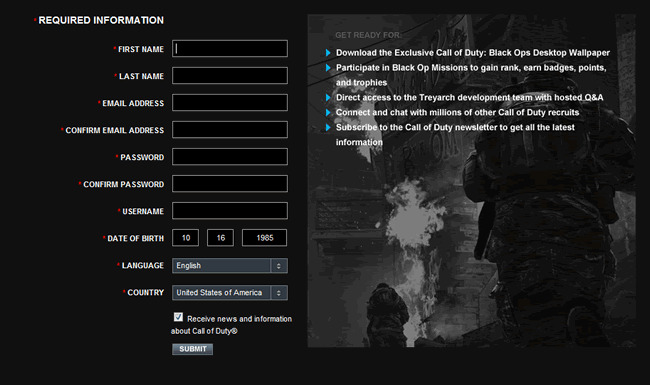 * REQUIRED INFORMATION
* FIRST NAME
* LAST NAME
* EMAIL ADDRESS
* CONFIRM EMAIL ADDRESS
* PASSWORD
* CONFIRM PASSWORD
* USERNAME
* DATE OF BIRTH 10 16 1985
* LANGUAGE English
* COUNTRY United States of America
Receive news and information
about Call of Duty®
SUBMIT
GET READY FOR:
Download the Exclusive Call of Duty: Black Ops Desktop Wallpaper
Participate in Black Op Missions to gain rank, earn badges, points,
and trophies
Direct access to the Treyarch development team with hosted Q&A
Connect and chat with millions of other Call of Duty recruits
Subscribe to the Call of Duty newsletter to get all the latest
information